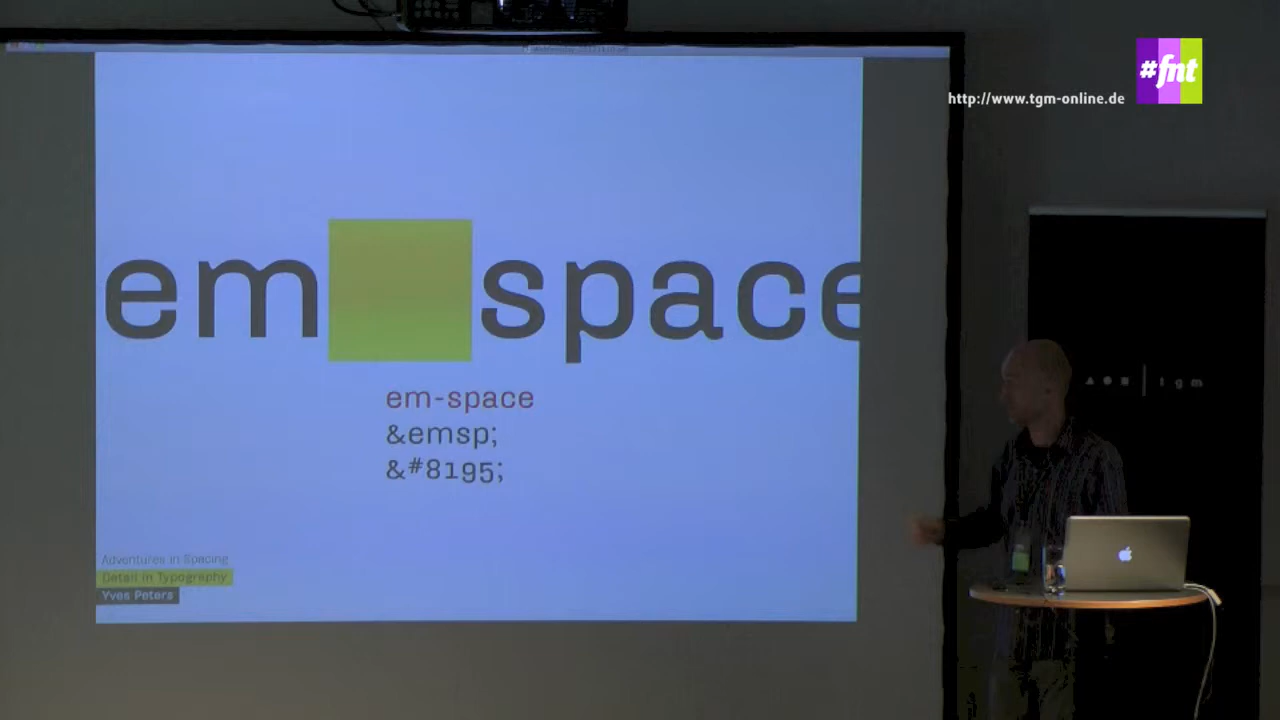 #fnt
http://www.tgm-online.de
em space
em-space
&emsp;
&#8195;
Adventures in Spacing
Detail in Typography
Yves Peters
tgm